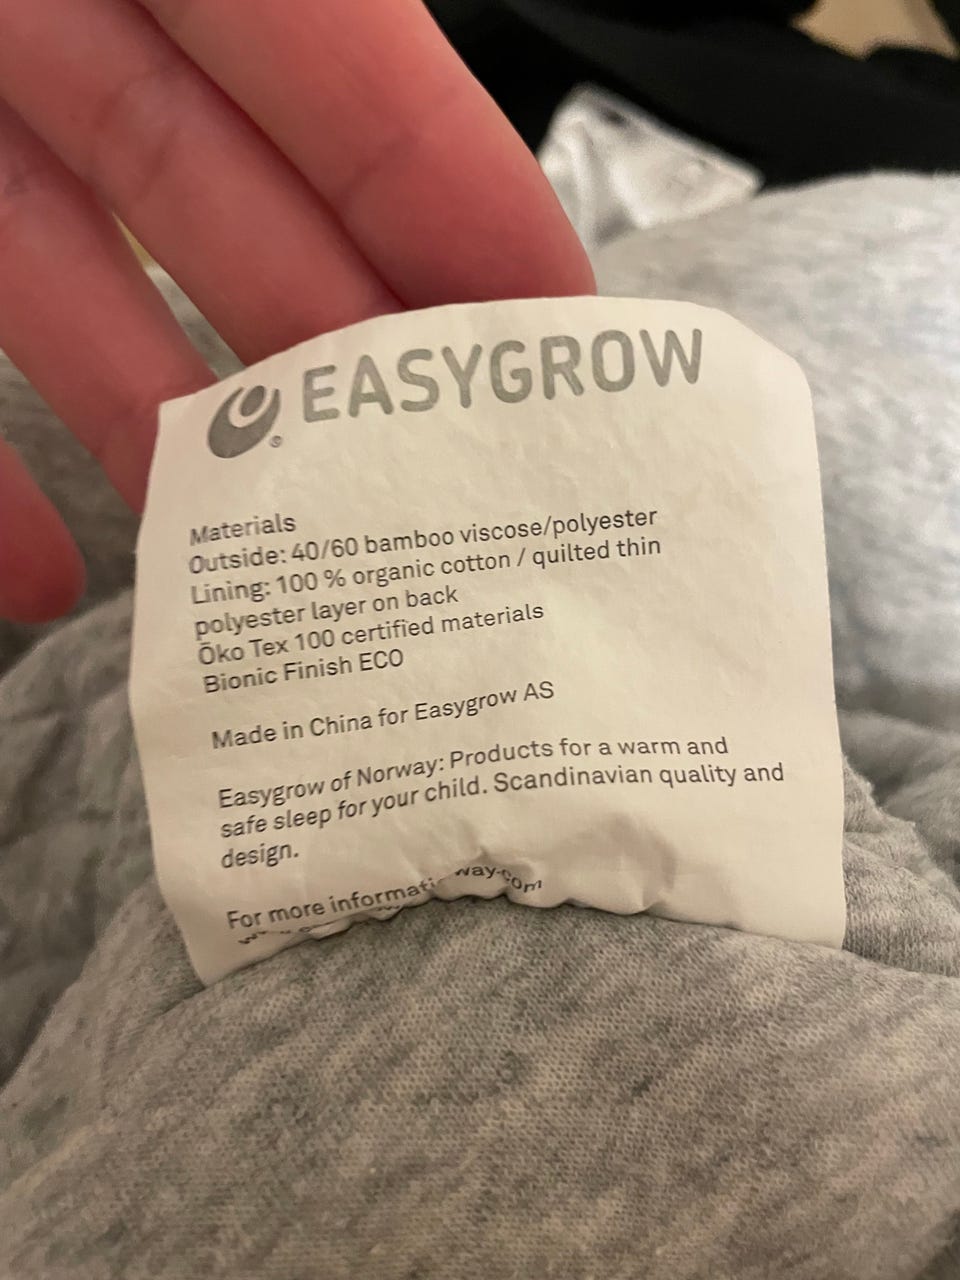 EASYGROW
®
Materials
Outside: 40/60 bamboo viscose/polyester
Lining: 100 % organic cotton / quilted thin
polyester layer on back
Öko Tex 100 certified materials
Bionic Finish ECO
Made in China for Easygrow AS
Easygrow of Norway: Products for a warm and
safe sleep for your child. Scandinavian quality and
design.
For more